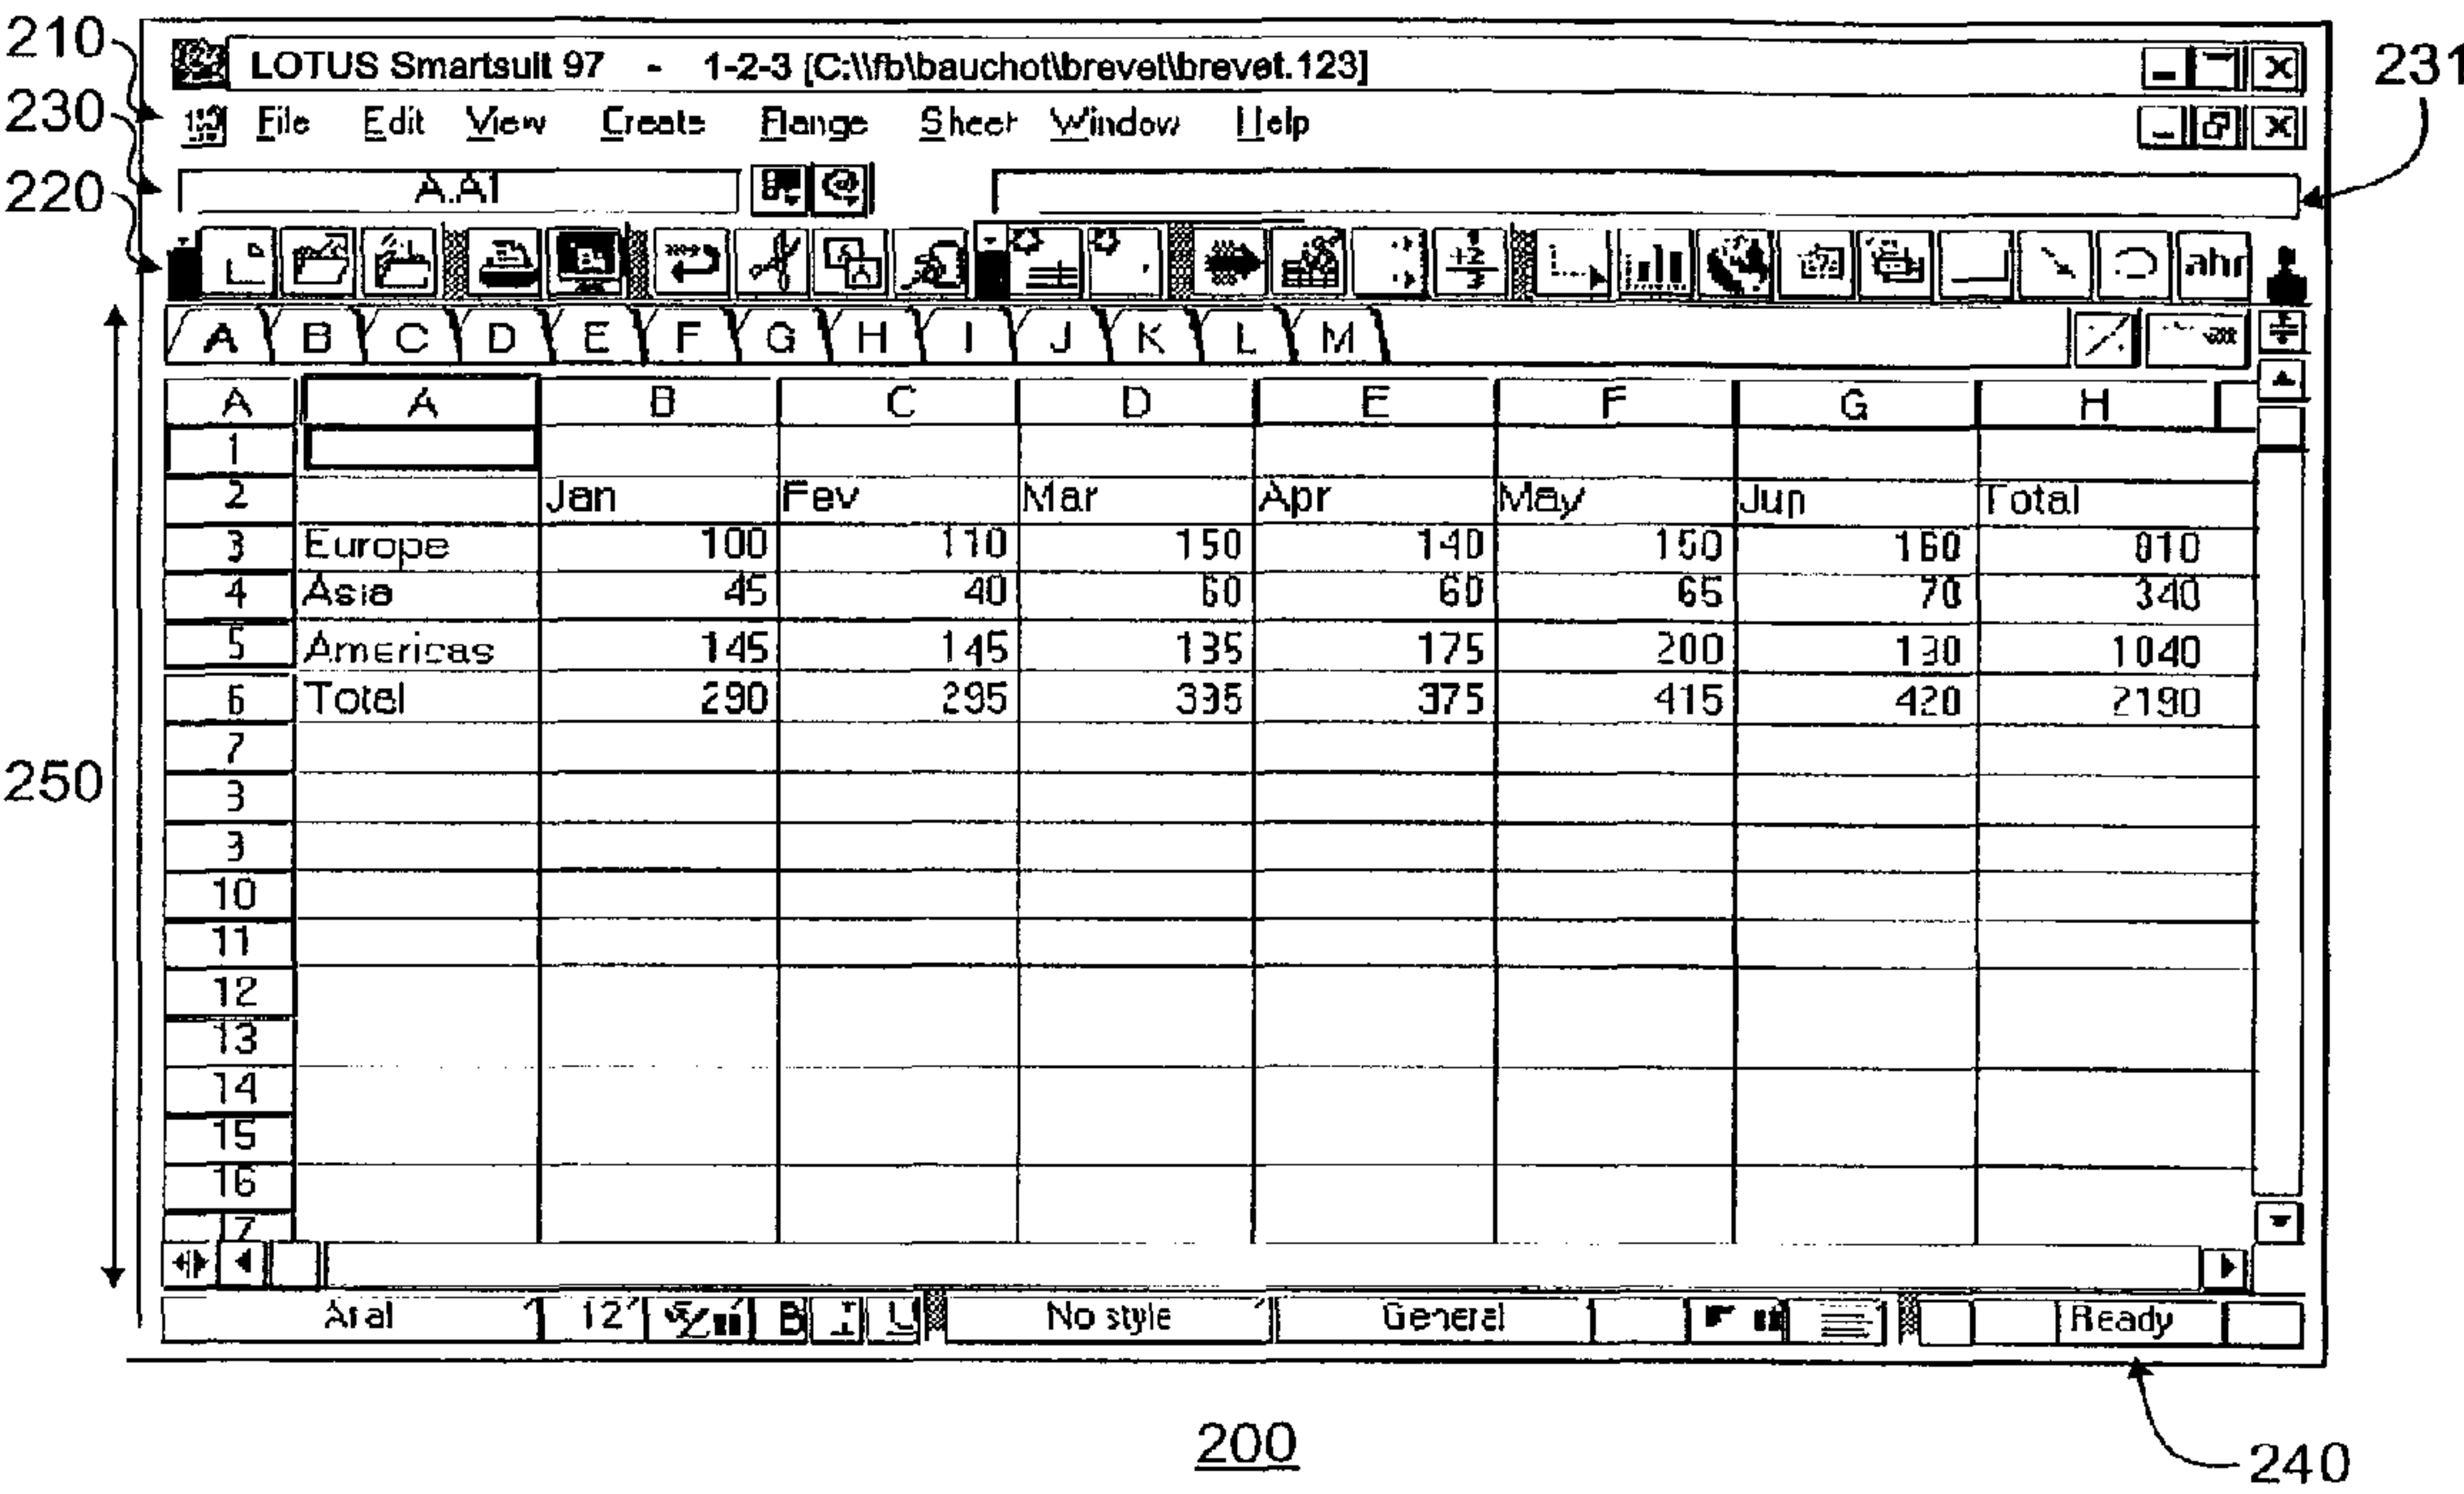 210
LOTUS Smartsuit 97 - 1-2-3 [C:\\fb\bauchot\brevet\brevet.123]
231
230
File Edit View Create Range Sheet Window Help
220
A:A1
A B C D E F G H I J K L M
A A B C D E F G H
1
2 Jan Fev Mar Apr May Jun Total
3 Europe 100 110 150 140 150 160 810
4 Asia 45 40 60 60 65 70 340
5 Americas 145 145 185 175 200 190 1040
6 Total 290 295 395 375 415 420 2190
7
250
8
9
10
11
12
13
14
15
16
Arial 12 B I U No style General Ready
200
240